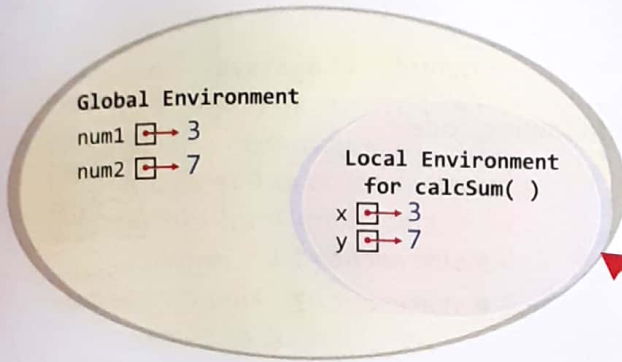 Global Environment
num1 3
num2 7
Local Environment
for calcSum( )
x 3
y 7